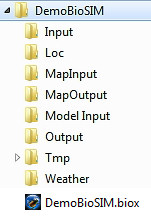 DemoBioSIM
Input
Loc
MapInput
MapOutput
Model Input
Output
Tmp
Weather
DemoBioSIM.biox